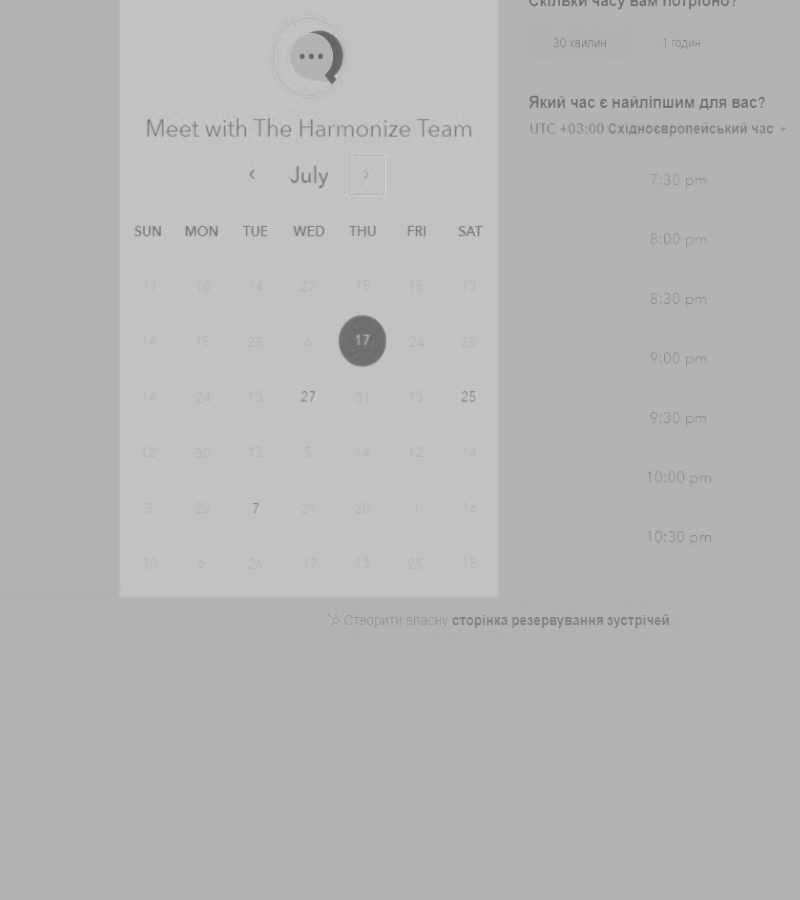 Meet with The Harmonize Team
July
SUN MON TUE WED THU FRI SAT
17 10 14 27 15 15 13
14 15 28 6 17 24 28
14 24 13 27 31 13 25
12 30 13 5 14 12 14
3 22 7 21 20 1 16
30 6 26 17 13 25 15
Скільки часу вам потрібно?
30 хвилин 1 годин
Який час є найліпшим для вас?
UTC +03:00 Східноєвропейський час
7:30 pm
8:00 pm
8:30 pm
9:00 pm
9:30 pm
10:00 pm
10:30 pm
Створити власну сторінка резервування зустрічей